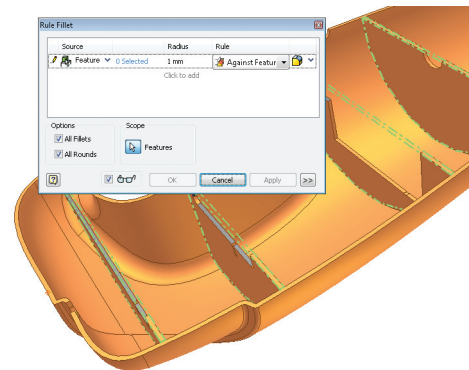 Rule Fillet
Source Radius Rule
Feature 0 Selected 1 mm Against Featur
Click to add
Options Scope
All Fillets
Features
All Rounds
OK Cancel Apply >>